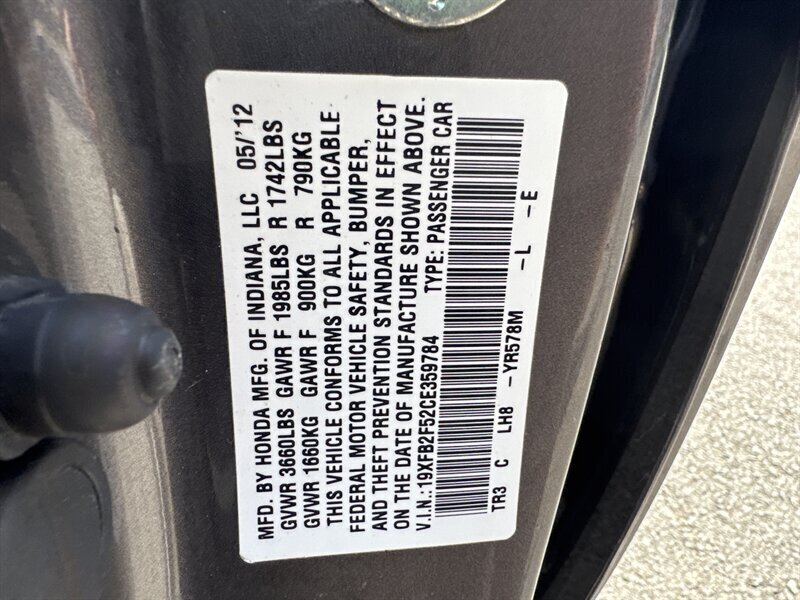 MFD. BY HONDA MFG. OF INDIANA, LLC 05/'12
GVWR 3660LBS GAWR F 1985LBS R 1742LBS
GVWR 1660KG GAWR F 900KG R 790KG
THIS VEHICLE CONFORMS TO ALL APPLICABLE
FEDERAL MOTOR VEHICLE SAFETY, BUMPER,
AND THEFT PREVENTION STANDARDS IN EFFECT
ON THE DATE OF MANUFACTURE SHOWN ABOVE.
V.I.N.:19XFB2F52CE359784 TYPE: PASSENGER CAR
TR3 C LH8 -YR578M -L -E